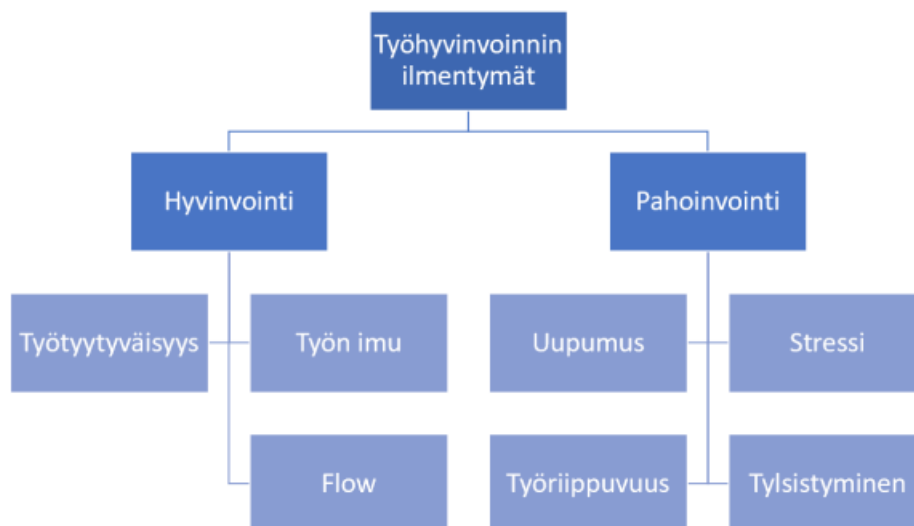 Työhyvinvoinnin
ilmentymät
Hyvinvointi
Pahoinvointi
Työtyytyväisyys
Työn imu
Uupumus
Stressi
Flow
Työriippuvuus
Tylsistyminen